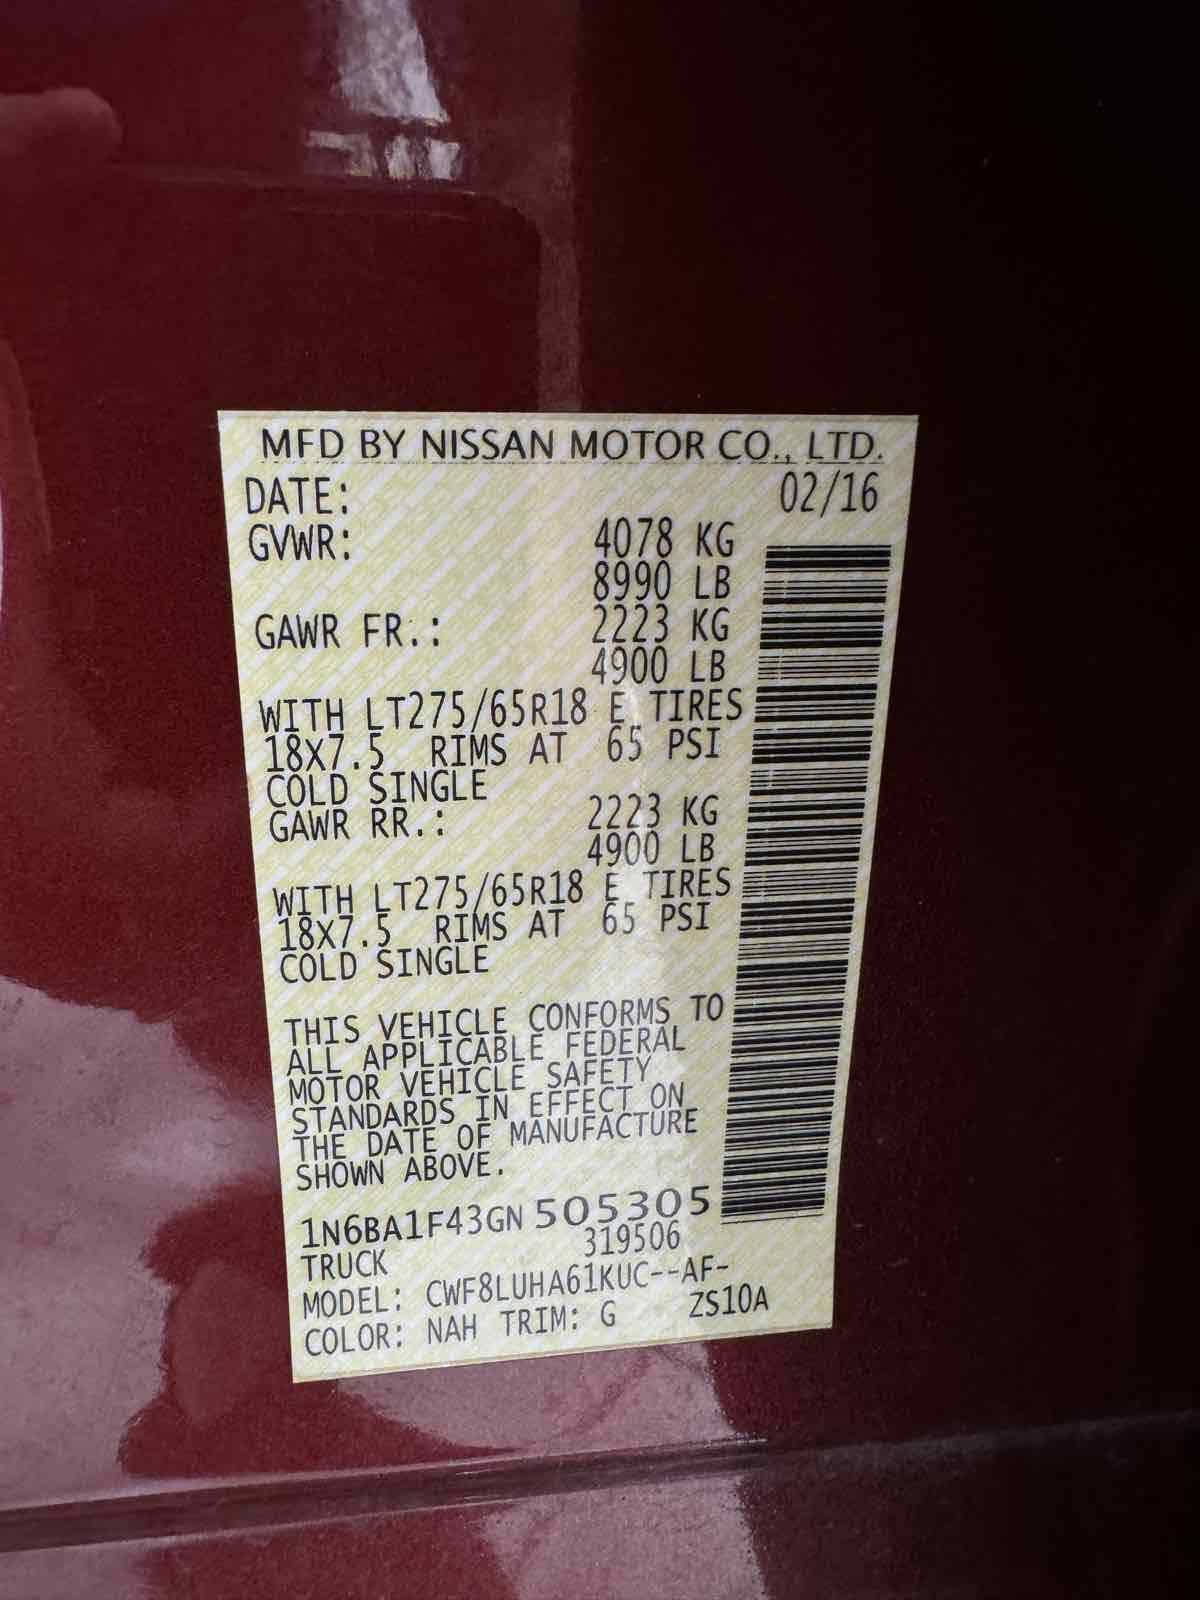 MFD BY NISSAN MOTOR CO., LTD.
DATE: 02/16
GVWR: 4078 KG
8990 LB
GAWR FR.: 2223 KG
4900 LB
WITH LT275/65R18 E TIRES
18X7.5 RIMS AT 65 PSI
COLD SINGLE
GAWR RR.: 2223 KG
4900 LB
WITH LT275/65R18 E TIRES
18X7.5 RIMS AT 65 PSI
COLD SINGLE
THIS VEHICLE CONFORMS TO
ALL APPLICABLE FEDERAL
MOTOR VEHICLE SAFETY
STANDARDS IN EFFECT ON
THE DATE OF MANUFACTURE
SHOWN ABOVE.
1N6BA1F43GN505305
TRUCK 319506
MODEL: CWF8LUHA61KUC--AF-
COLOR: NAH TRIM: G ZS10A